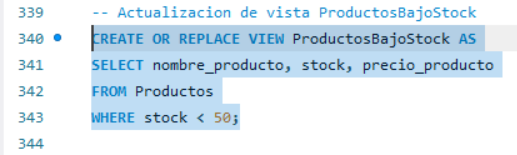 339 -- Actualizacion de vista ProductosBajoStock
340 CREATE OR REPLACE VIEW ProductosBajoStock AS
341 SELECT nombre_producto, stock, precio_producto
342 FROM Productos
343 WHERE stock < 50;
344